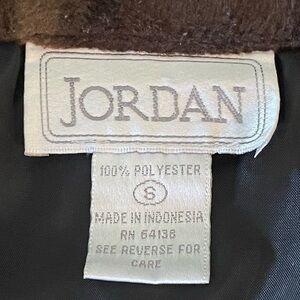 JORDAN
100% POLYESTER
S
MADE IN INDONESIA
RN 64136
SEE REVERSE FOR
CARE